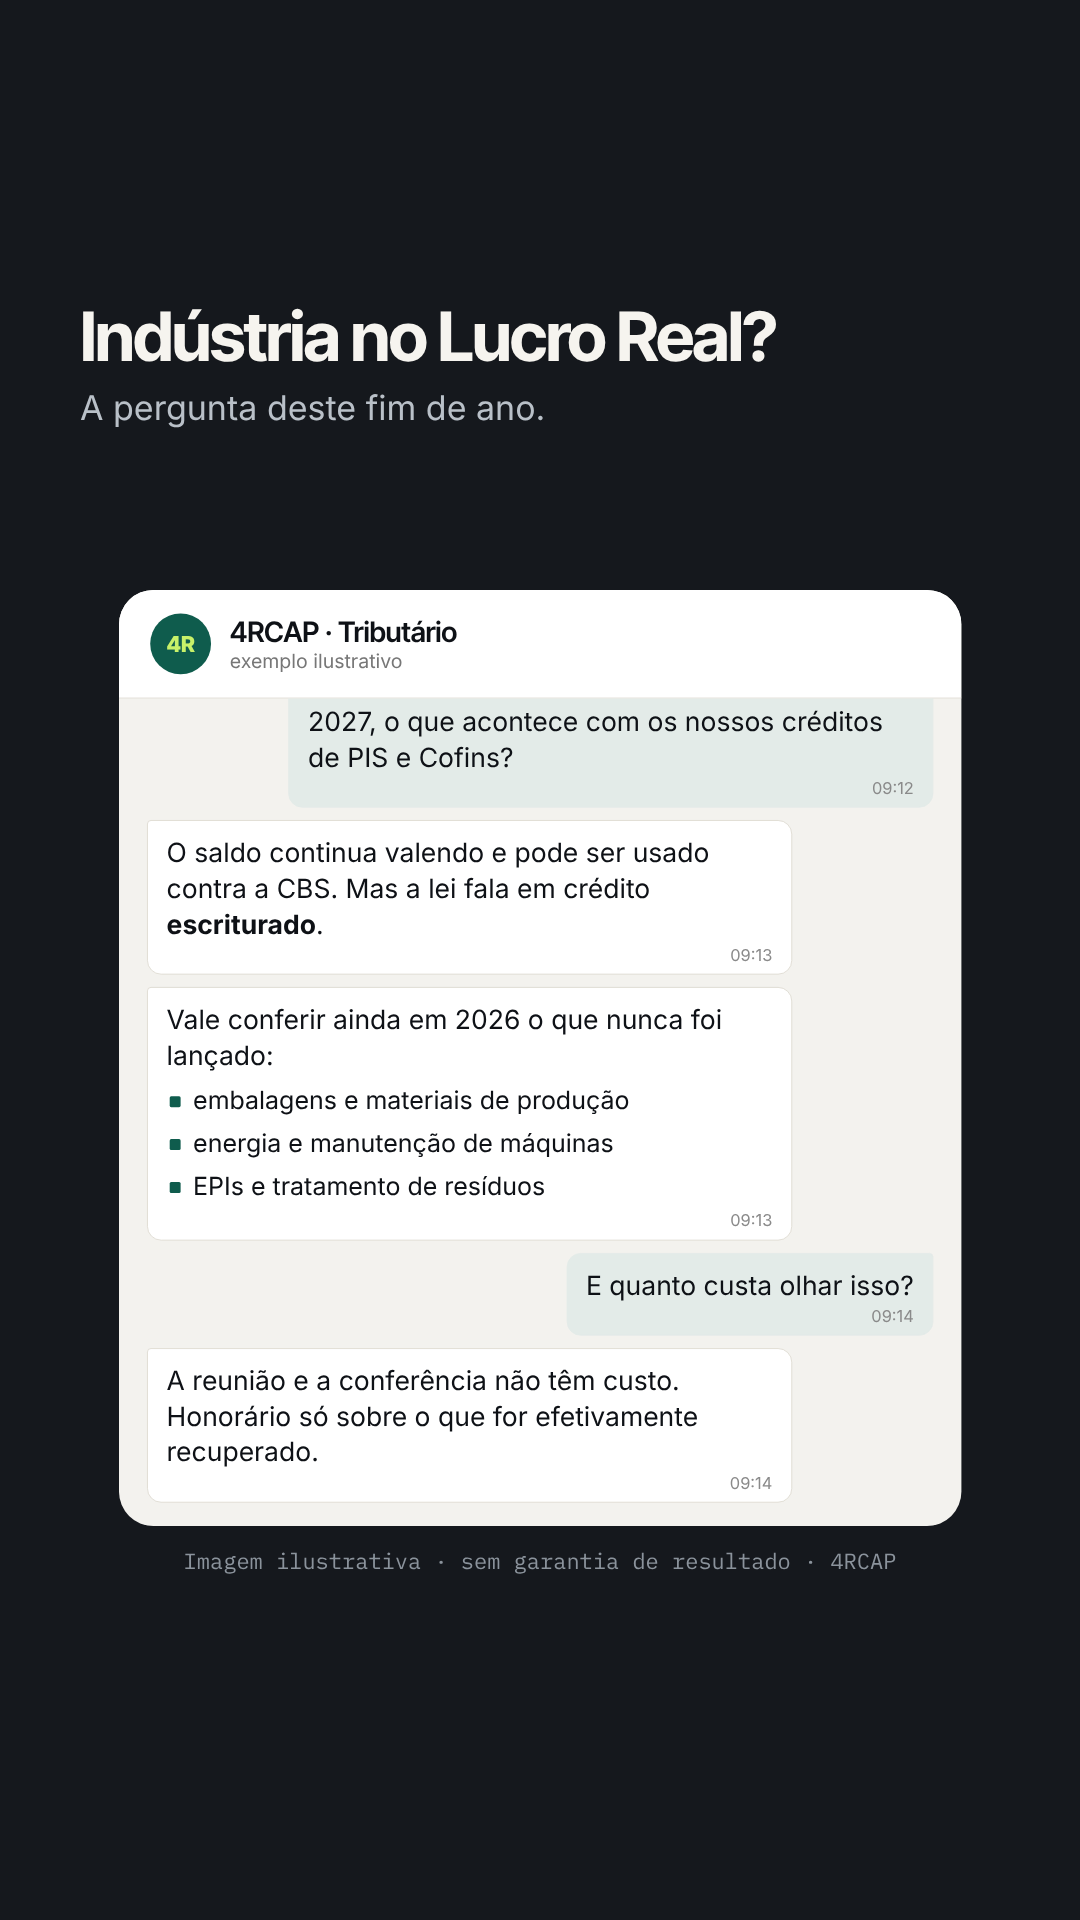 Indústria no Lucro Real?
A pergunta deste fim de ano.
4R
4RCAP · Tributário
exemplo ilustrativo
2027, o que acontece com os nossos créditos
de PIS e Cofins?
09:12
O saldo continua valendo e pode ser usado
contra a CBS. Mas a lei fala em crédito
escriturado.
09:13
Vale conferir ainda em 2026 o que nunca foi
lançado:
embalagens e materiais de produção
energia e manutenção de máquinas
EPIs e tratamento de resíduos
09:13
E quanto custa olhar isso?
09:14
A reunião e a conferência não têm custo.
Honorário só sobre o que for efetivamente
recuperado.
09:14
Imagem ilustrativa · sem garantia de resultado · 4RCAP